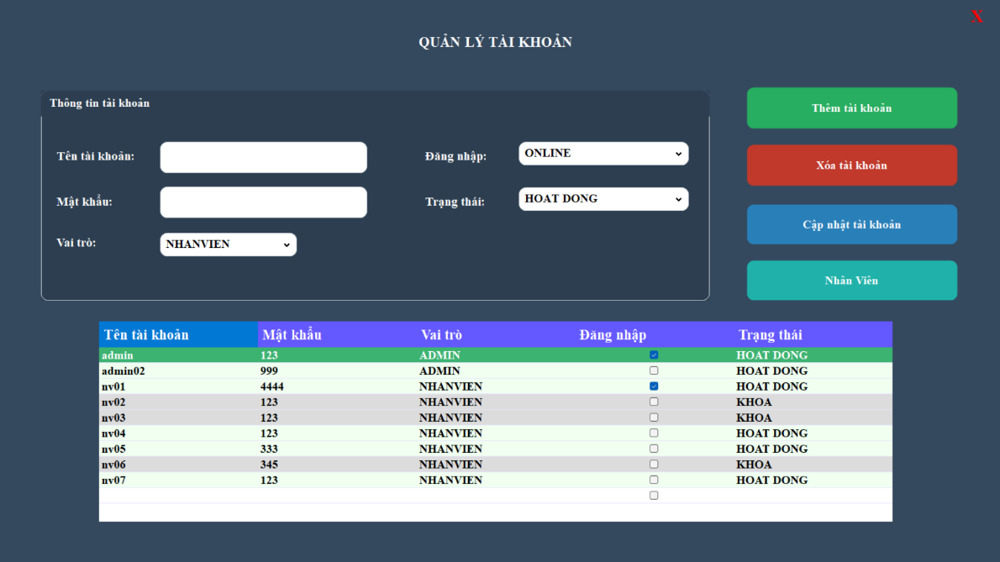 X
QUẢN LÝ TÀI KHOẢN
Thông tin tài khoản
Tên tài khoản:
Đăng nhập: ONLINE
Mật khẩu:
Trạng thái: HOAT DONG
Vai trò: NHANVIEN
Thêm tài khoản
Xóa tài khoản
Cập nhật tài khoản
Nhân Viên
Tên tài khoản Mật khẩu Vai trò Đăng nhập Trạng thái
admin 123 ADMIN HOAT DONG
admin02 999 ADMIN HOAT DONG
nv01 4444 NHANVIEN HOAT DONG
nv02 123 NHANVIEN KHOA
nv03 123 NHANVIEN KHOA
nv04 123 NHANVIEN HOAT DONG
nv05 333 NHANVIEN HOAT DONG
nv06 345 NHANVIEN KHOA
nv07 123 NHANVIEN HOAT DONG